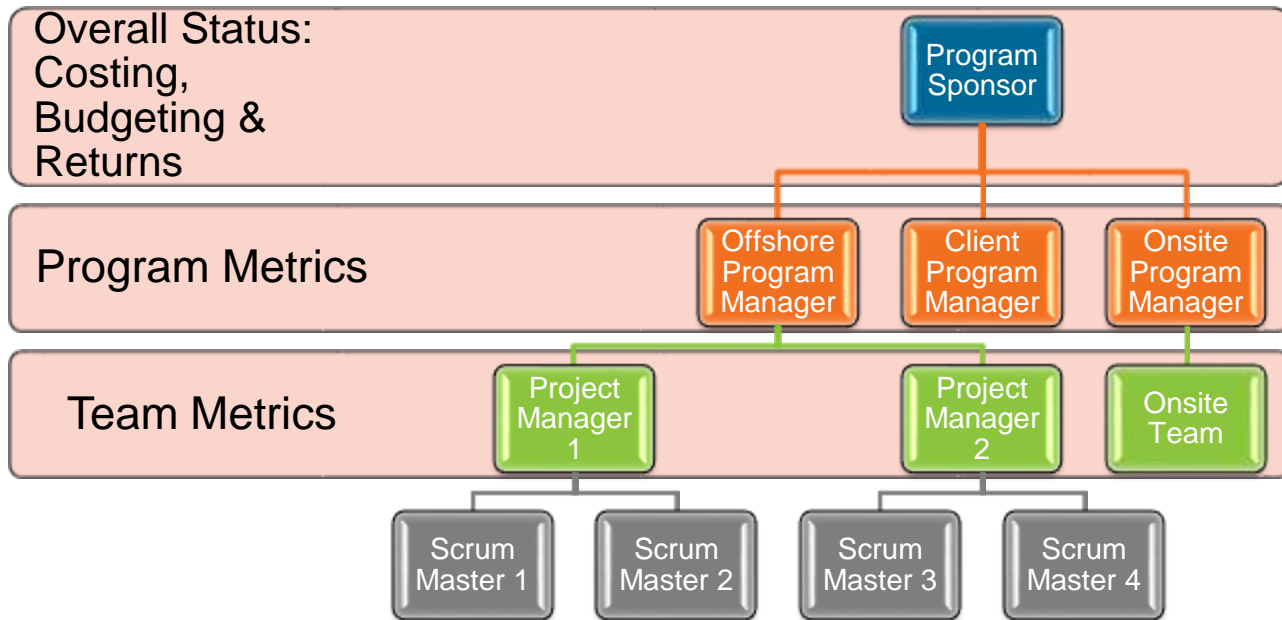 Overall Status:
Costing,
Budgeting &
Returns
Program
Sponsor
Program Metrics
Offshore
Program
Manager
Client
Program
Manager
Onsite
Program
Manager
Team Metrics
Project
Manager
1
Project
Manager
2
Onsite
Team
Scrum
Master 1
Scrum
Master 2
Scrum
Master 3
Scrum
Master 4